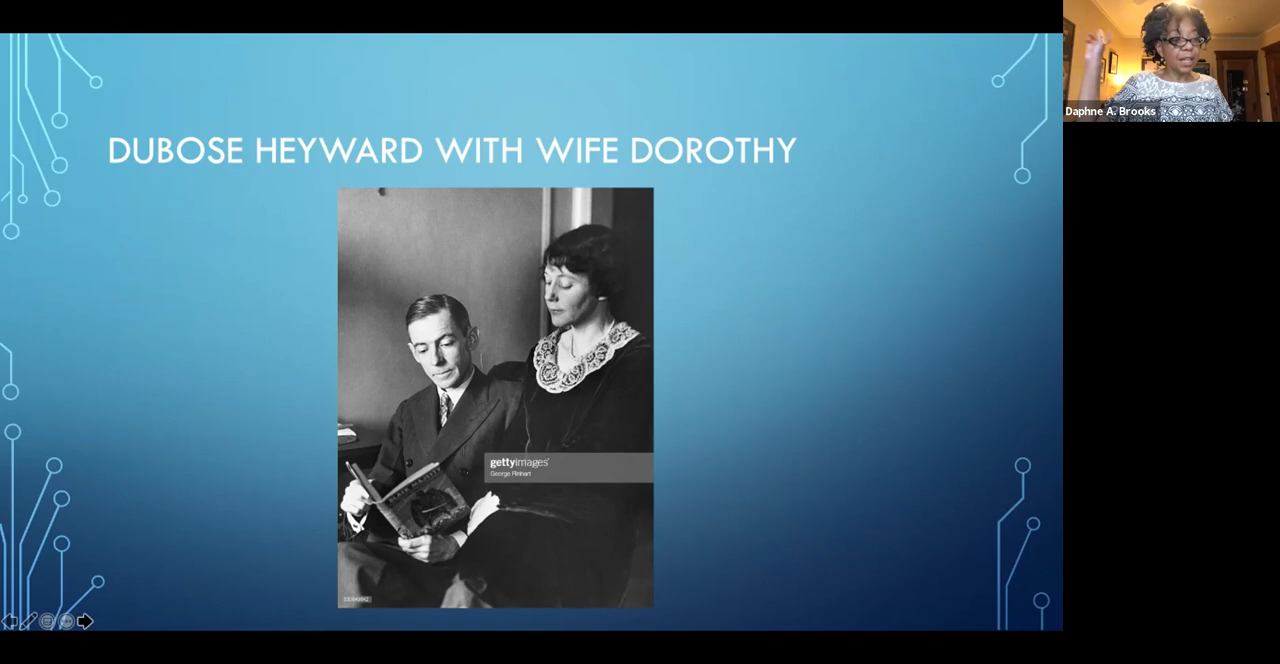 DUBOSE HEYWARD WITH WIFE DOROTHY
Daphne A. Brooks
gettyimages®
George Rinhart